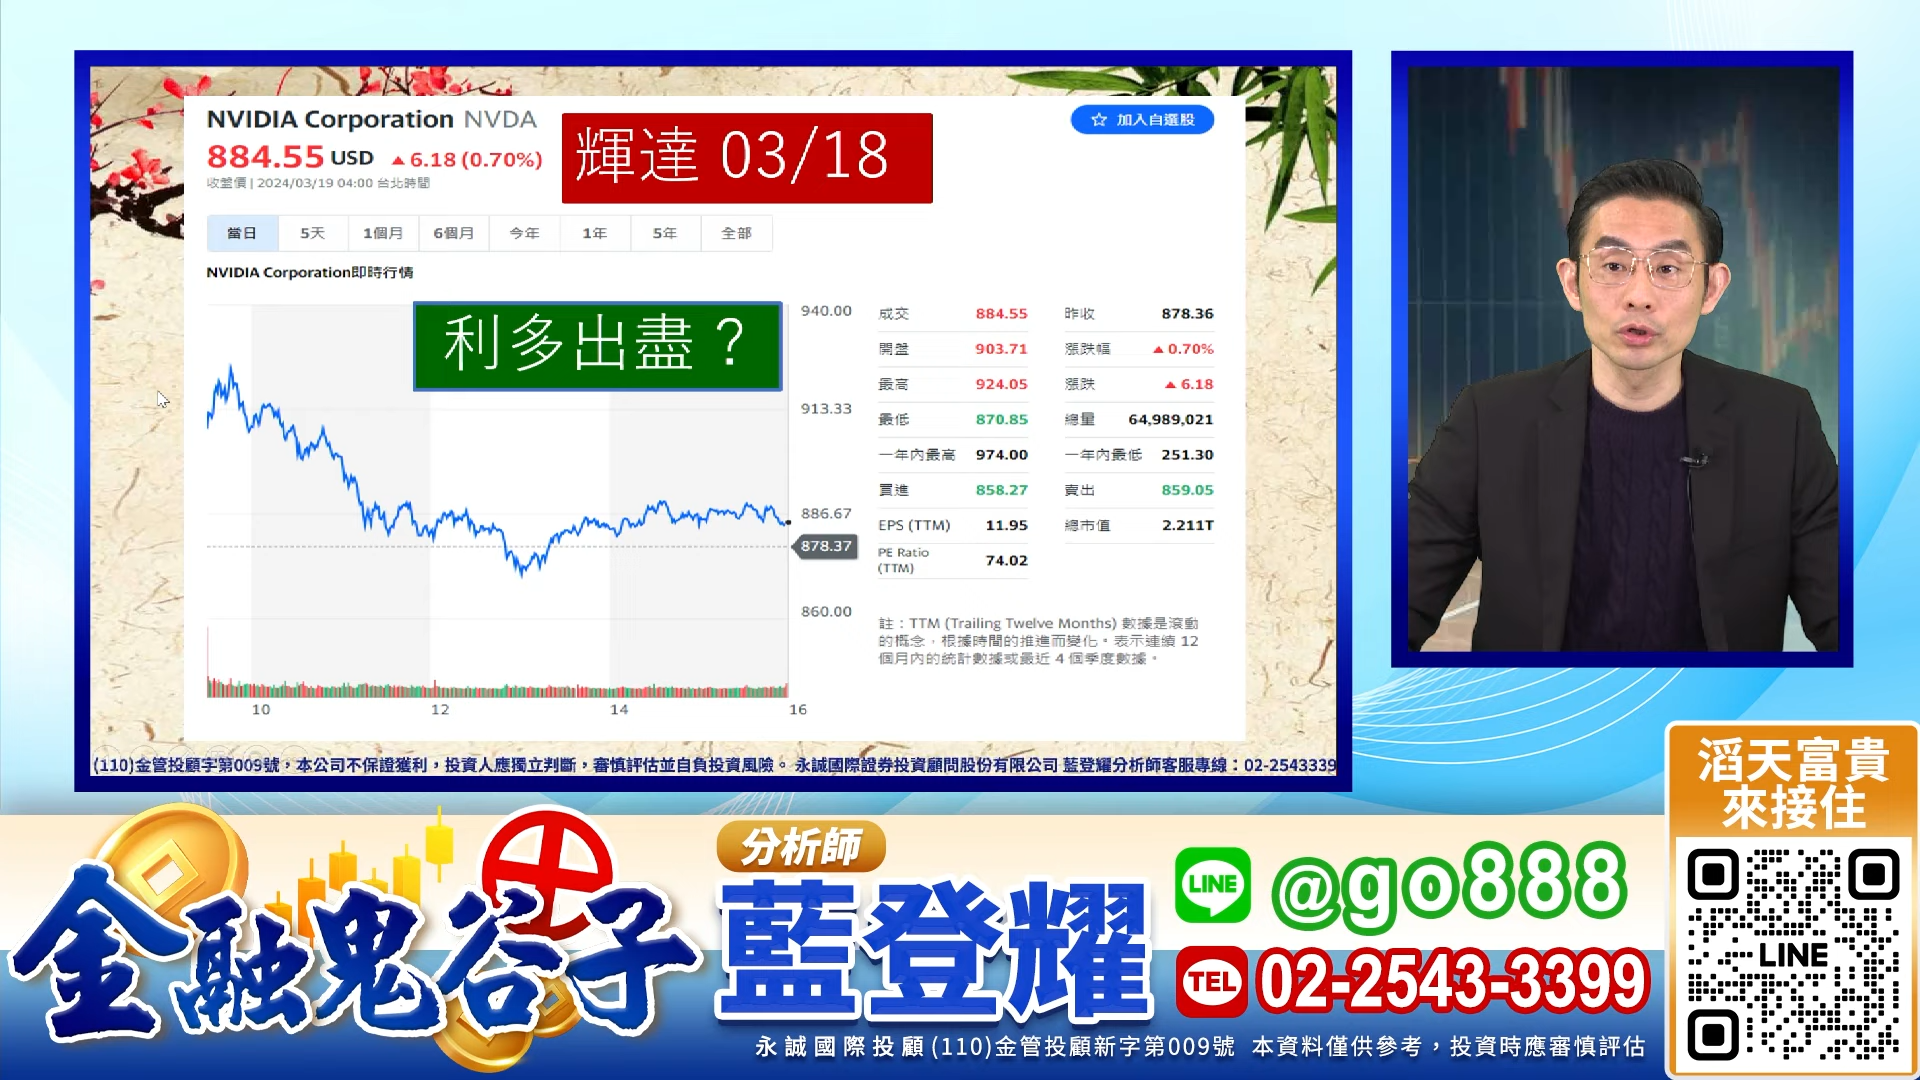 NVIDIA Corporation NVDA
884.55 USD ▲6.18 (0.70%)
收盤價 | 2024/03/19 04:00 台北時間
輝達 03/18
☆ 加入自選股
當日 5天 1個月 6個月 今年 1年 5年 全部
NVIDIA Corporation即時行情
利多出盡？
940.00
913.33
886.67
878.37
860.00
10 12 14 16
成交 884.55 昨收 878.36
開盤 903.71 漲跌幅 ▲0.70%
最高 924.05 漲跌 ▲6.18
最低 870.85 總量 64,989,021
一年內最高 974.00 一年內最低 251.30
買進 858.27 賣出 859.05
EPS (TTM) 11.95 總市值 2.211T
PE Ratio
(TTM) 74.02
註：TTM (Trailing Twelve Months) 數據是滾動
的概念，根據時間的推進而變化。表示連續 12
個月內的統計數據或最近 4 個季度數據。
(110)金管投顧字第009號，本公司不保證獲利，投資人應獨立判斷，審慎評估並自負投資風險。 永誠國際證券投資顧問股份有限公司 藍登耀分析師客服專線：02-2543339
金融鬼谷子
分析師
藍登耀
LINE @go888
TEL 02-2543-3399
永誠國際投顧(110)金管投顧新字第009號 本資料僅供參考，投資時應審慎評估
滔天富貴
來接住
LINE